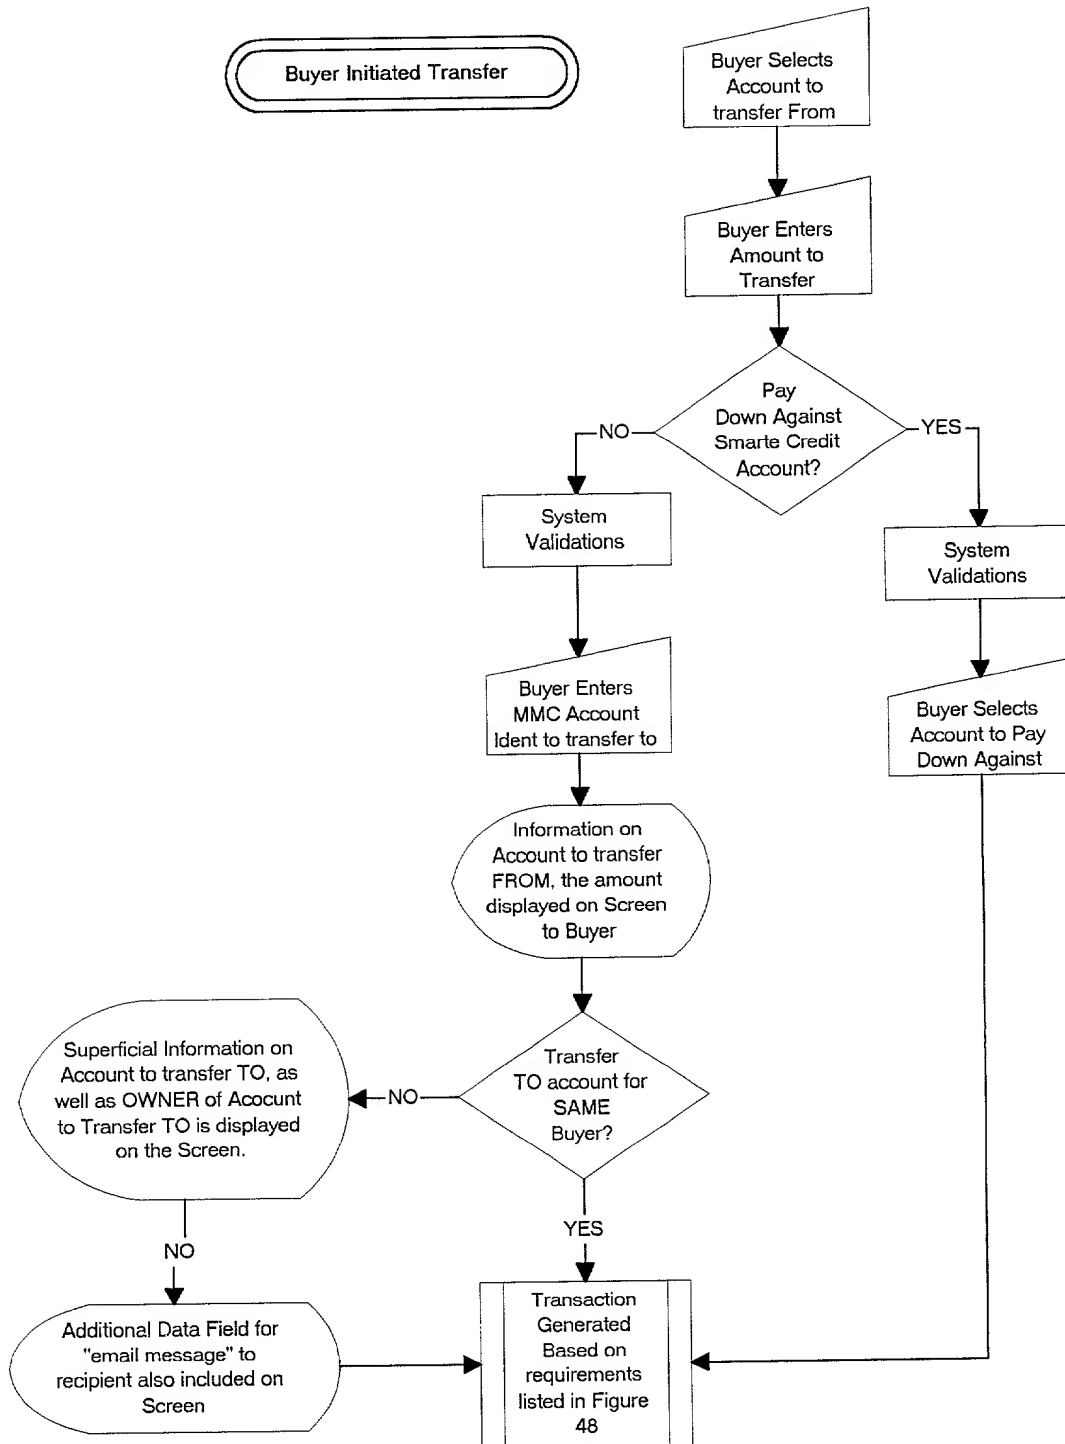 Buyer Initiated Transfer
Buyer Selects
Account to
transfer From
Buyer Enters
Amount to
Transfer
Pay
Down Against
Smarte Credit
Account?
NO
YES
System
Validations
System
Validations
Buyer Enters
MMC Account
Ident to transfer to
Buyer Selects
Account to Pay
Down Against
Information on
Account to transfer
FROM, the amount
displayed on Screen
to Buyer
Transfer
TO account for
SAME
Buyer?
NO
Superficial Information on
Account to transfer TO, as
well as OWNER of Acocunt
to Transfer TO is displayed
on the Screen.
YES
NO
Additional Data Field for
"email message" to
recipient also included on
Screen
Transaction
Generated
Based on
requirements
listed in Figure
48